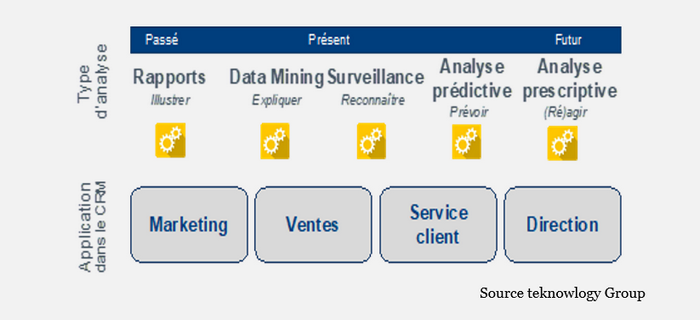 Passé Présent Futur
Type
d'analyse
Rapports
Illustrer
Data Mining
Expliquer
Surveillance
Reconnaître
Analyse
prédictive
Prévoir
Analyse
prescriptive
(Ré)agir
Application
dans le CRM
Marketing
Ventes
Service
client
Direction
Source teknowlogy Group